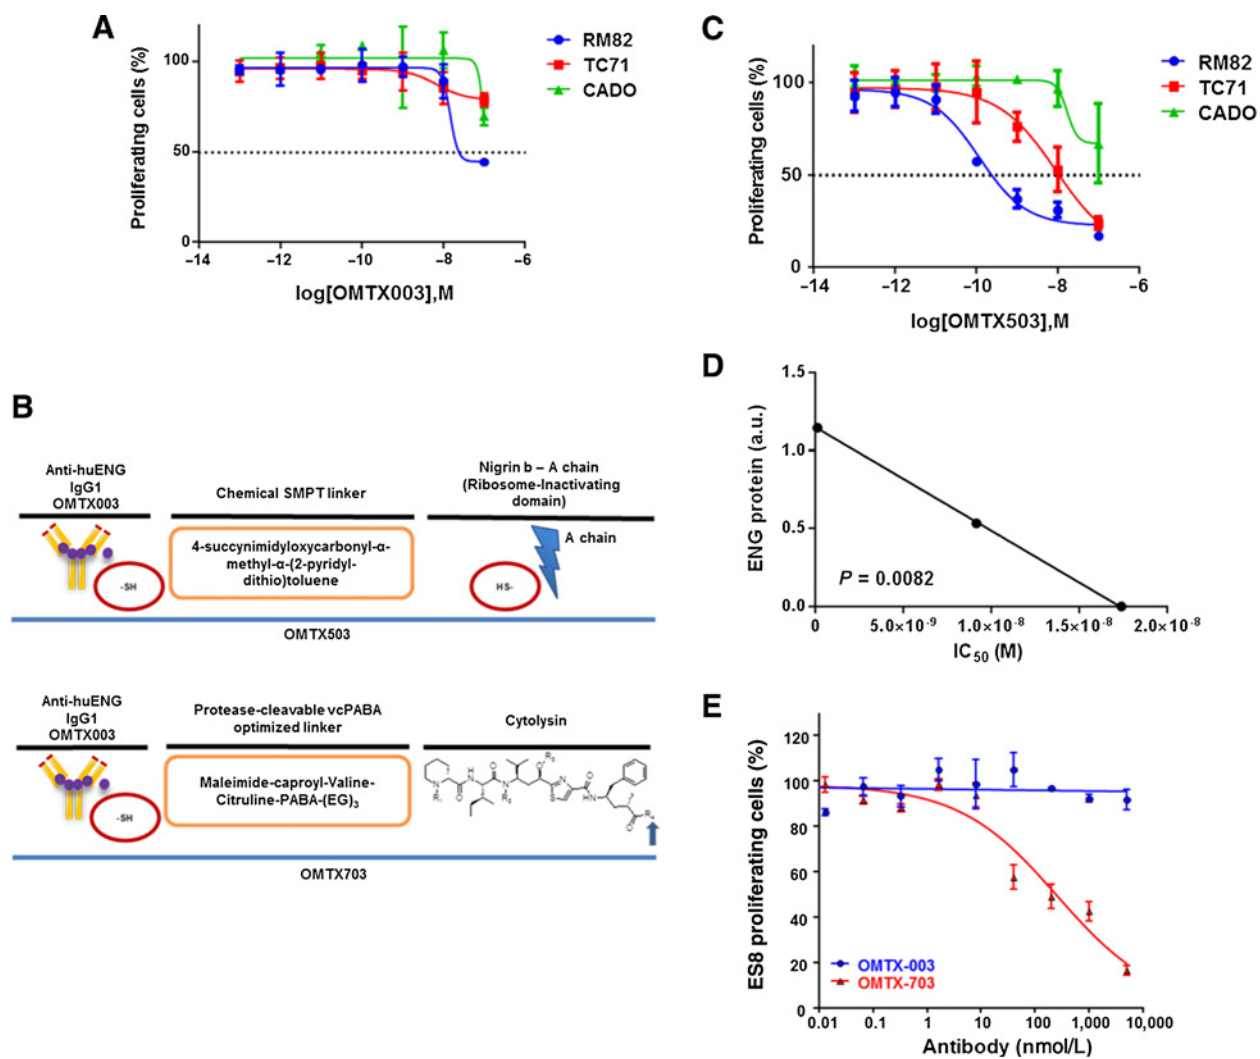 A
Proliferating cells (%)
100
50
0
−14
−12
−10
−8
−6
log[OMTX003],M
RM82
TC71
CADO
B
Anti-huENG
IgG1
OMTX003
Chemical SMPT linker
Nigrin b – A chain
(Ribosome-Inactivating
domain)
-SH
4-succynimidyloxycarbonyl-α-
methyl-α-(2-pyridyl-
dithio)toluene
HS-
A chain
OMTX503
Anti-huENG
IgG1
OMTX003
Protease-cleavable vcPABA
optimized linker
Cytolysin
-SH
Maleimide-caproyl-Valine-
Citruline-PABA-(EG)₃
OMTX703
C
Proliferating cells (%)
100
50
0
−14
−12
−10
−8
−6
log[OMTX503],M
RM82
TC71
CADO
D
ENG protein (a.u.)
1.5
1.0
0.5
0.0
P = 0.0082
0
5.0×10⁻⁹
1.0×10⁻⁸
1.5×10⁻⁸
2.0×10⁻⁸
IC₅₀ (M)
E
ES8 proliferating cells (%)
120
100
80
60
40
20
0
OMTX-003
OMTX-703
0.01
0.1
1
10
100
1,000
10,000
Antibody (nmol/L)